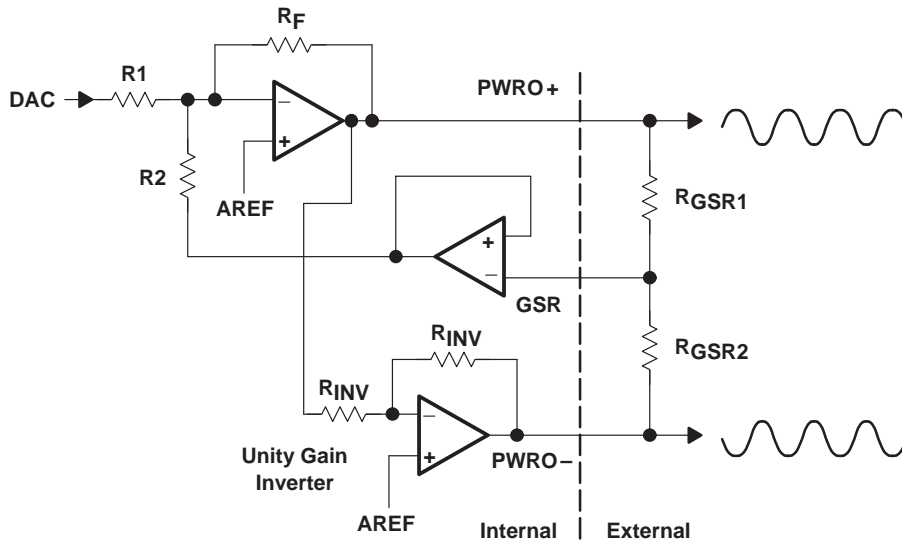 RF
R1
PWRO+
DAC
−
+
R2
AREF
RGSR1
+
−
GSR
RINV
RGSR2
RINV
−
+
Unity Gain
Inverter
PWRO−
AREF
Internal
External